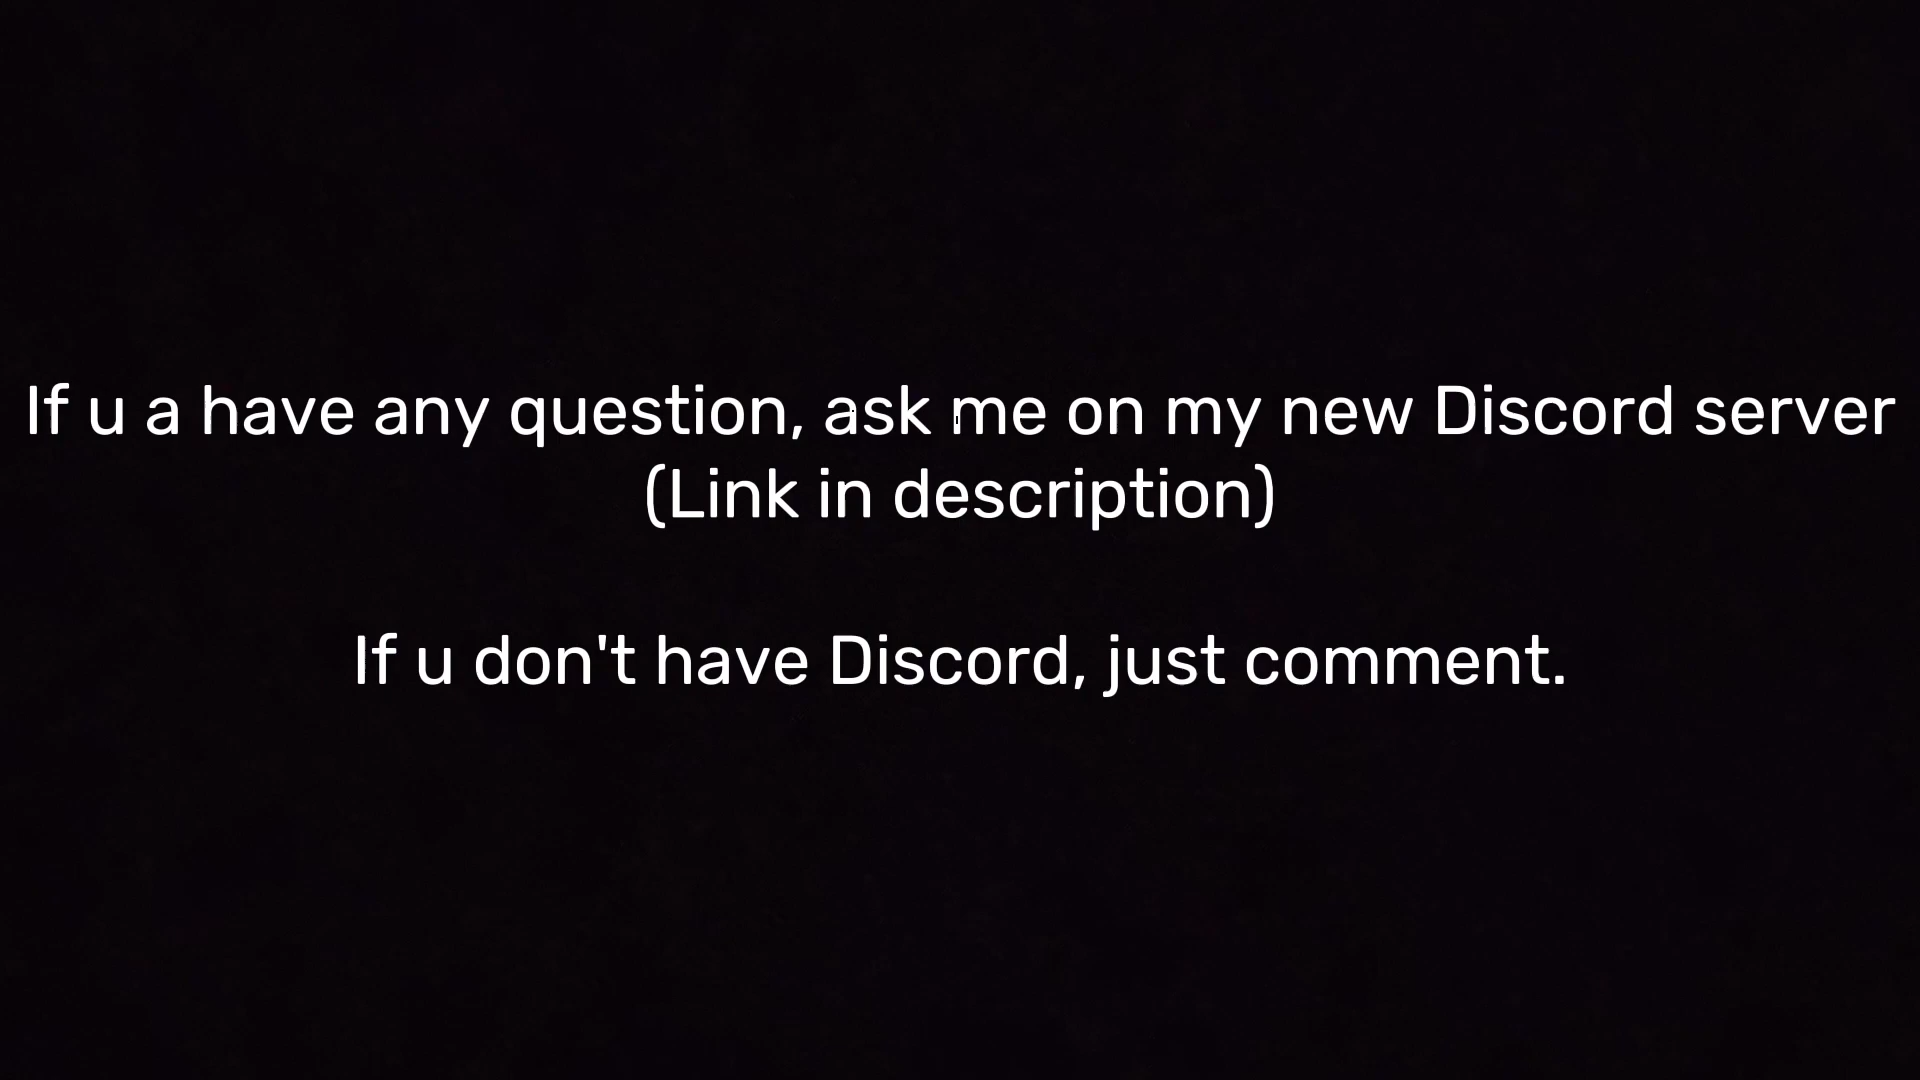 If u a have any question, ask me on my new Discord server
(Link in description)
If u don't have Discord, just comment.